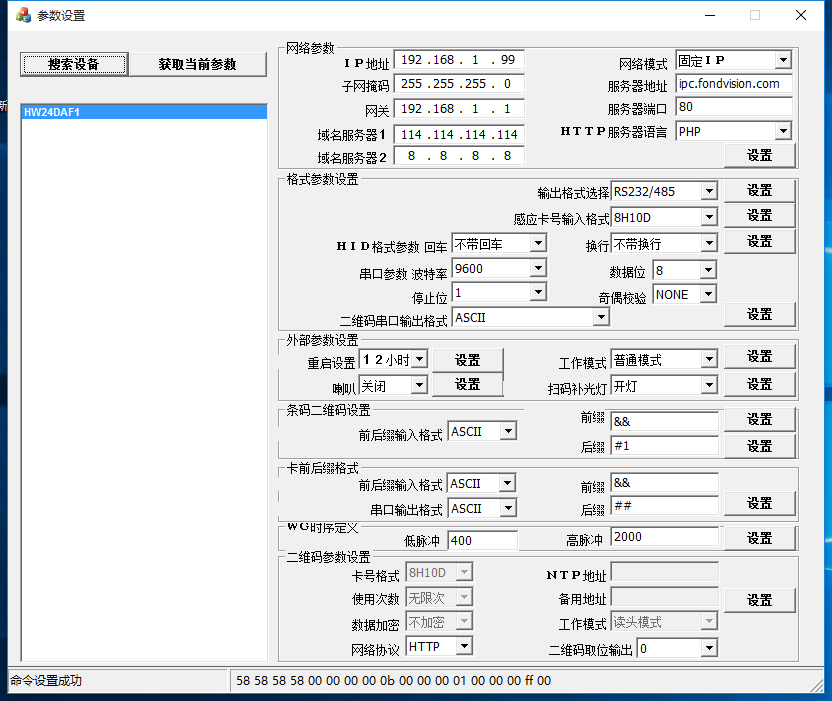 参数设置
搜索设备 获取当前参数
HW24DAF1
网络参数
IP地址 192 .168 . 1 . 99 网络模式 固定IP
子网掩码 255 .255 .255 . 0 服务器地址 ipc.fondvision.com
网关 192 .168 . 1 . 1 服务器端口 80
域名服务器1 114 .114 .114 .114 HTTP服务器语言 PHP
域名服务器2 8 . 8 . 8 . 8 设置
格式参数设置
输出格式选择 RS232/485 设置
感应卡号输入格式 8H10D 设置
HID格式参数 回车 不带回车 换行 不带换行 设置
串口参数 波特率 9600 数据位 8
停止位 1 奇偶校验 NONE
二维码串口输出格式 ASCII 设置
外部参数设置
重启设置 12小时 设置 工作模式 普通模式 设置
喇叭 关闭 设置 扫码补光灯 开灯 设置
条码二维码设置
前后缀输入格式 ASCII 前缀 && 设置
后缀 #1 设置
卡前后缀格式
前后缀输入格式 ASCII 前缀 &&
串口输出格式 ASCII 后缀 ## 设置
WG时序定义
低脉冲 400 高脉冲 2000 设置
二维码参数设置
卡号格式 8H10D NTP地址
使用次数 无限次 备用地址 设置
数据加密 不加密 工作模式 读头模式
网络协议 HTTP 二维码取位输出 0
命令设置成功 58 58 58 58 00 00 00 00 0b 00 00 00 01 00 00 00 ff 00